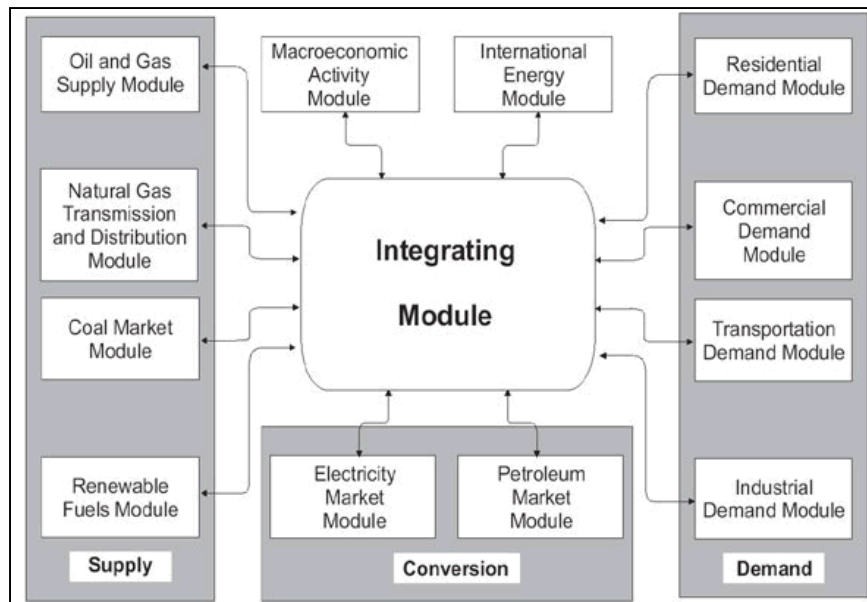 Oil and Gas
Supply Module
Natural Gas
Transmission
and Distribution
Module
Coal Market
Module
Renewable
Fuels Module
Supply
Macroeconomic
Activity
Module
International
Energy
Module
Integrating
Module
Electricity
Market
Module
Petroleum
Market
Module
Conversion
Residential
Demand Module
Commercial
Demand
Module
Transportation
Demand Module
Industrial
Demand Module
Demand